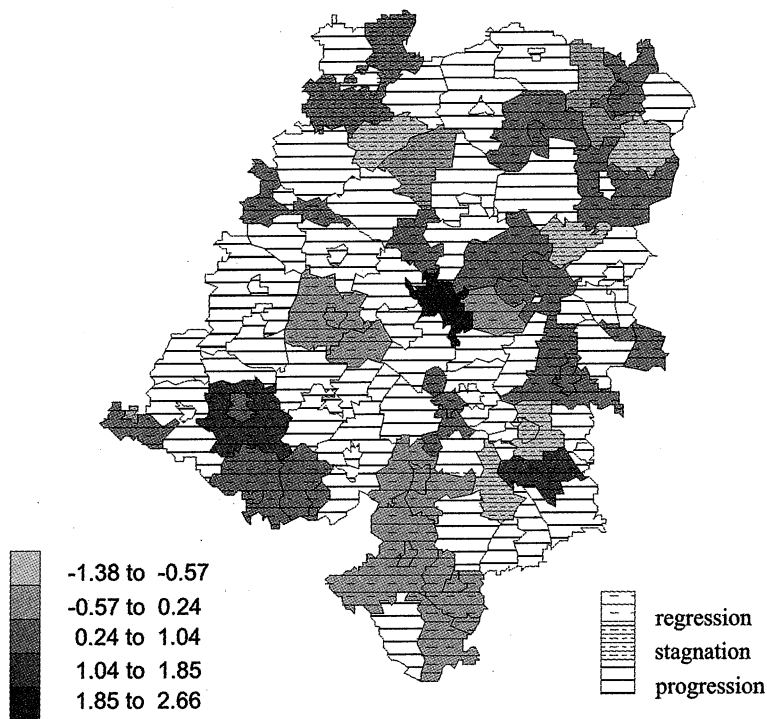 -1.38 to -0.57
-0.57 to 0.24
0.24 to 1.04
1.04 to 1.85
1.85 to 2.66
regression
stagnation
progression